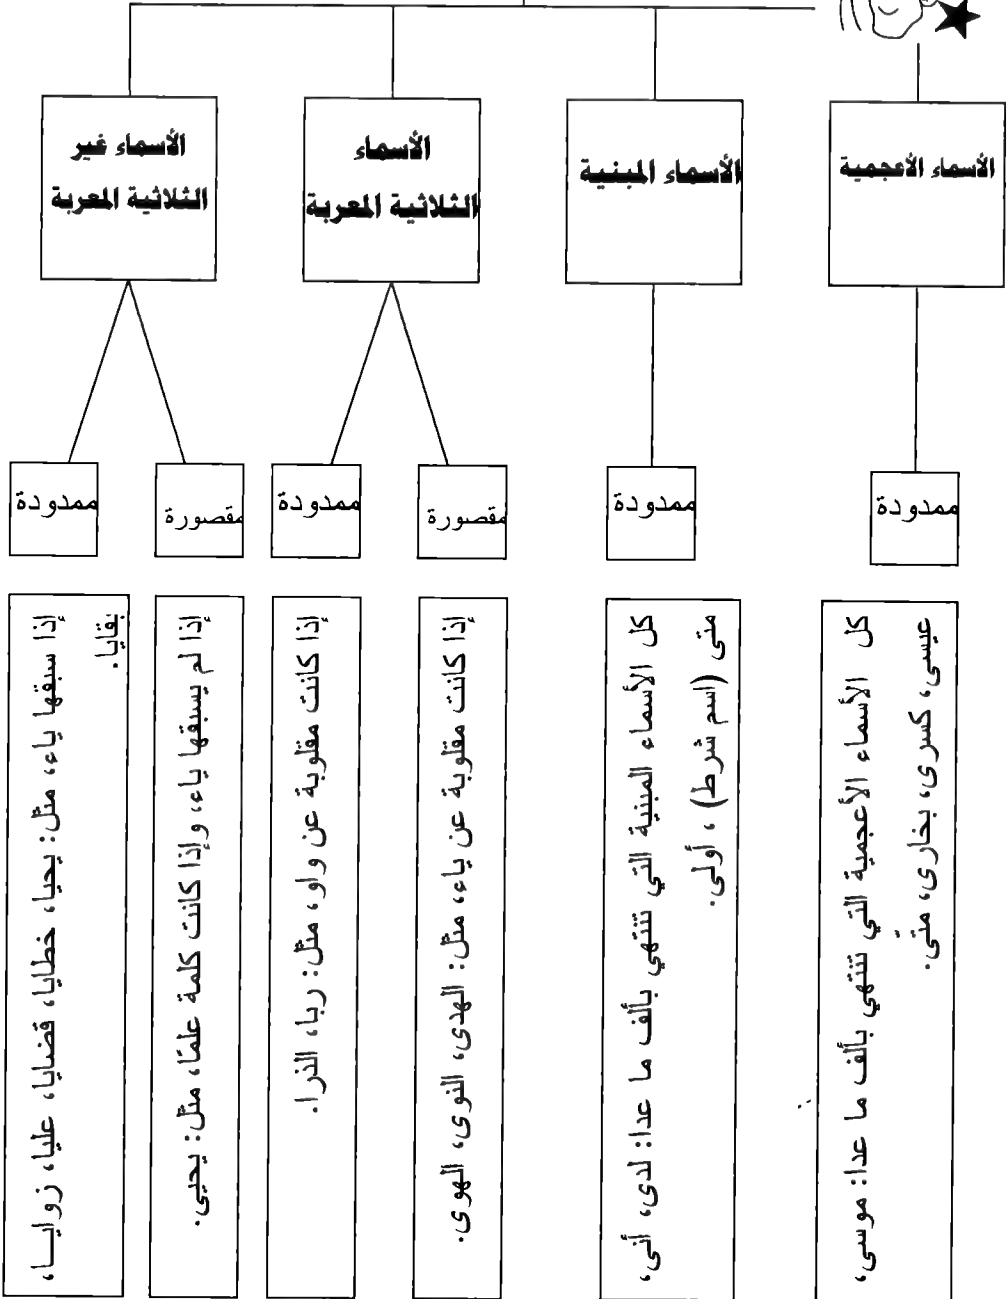 الأسماء الأعجمية
الأسماء المبنية
الأسماء
الثلاثية المعربة
الأسماء غير
الثلاثية المعربة
ممدودة
ممدودة
مقصورة
ممدودة
مقصورة
ممدودة
كل الأسماء الأعجمية التي تنتهي بألف ما عدا: موسى،
عيسى، كسرى، بخارى، متّى.
كل الأسماء المبنية التي تنتهي بألف ما عدا: لدى، أنى،
متى (اسم شرط) ، أولى.
إذا كانت مقلوبة عن ياء، مثل: الهدى، النوى، الهوى.
إذا كانت مقلوبة عن واو، مثل: ربا، الذرا.
إذا لم يسبقها ياء، وإذا كانت كلمة علمًا، مثل: يحيى.
إذا سبقها ياء، مثل: يحيا، خطايا، قضايا، عليا، زوايـا،
بقايا.